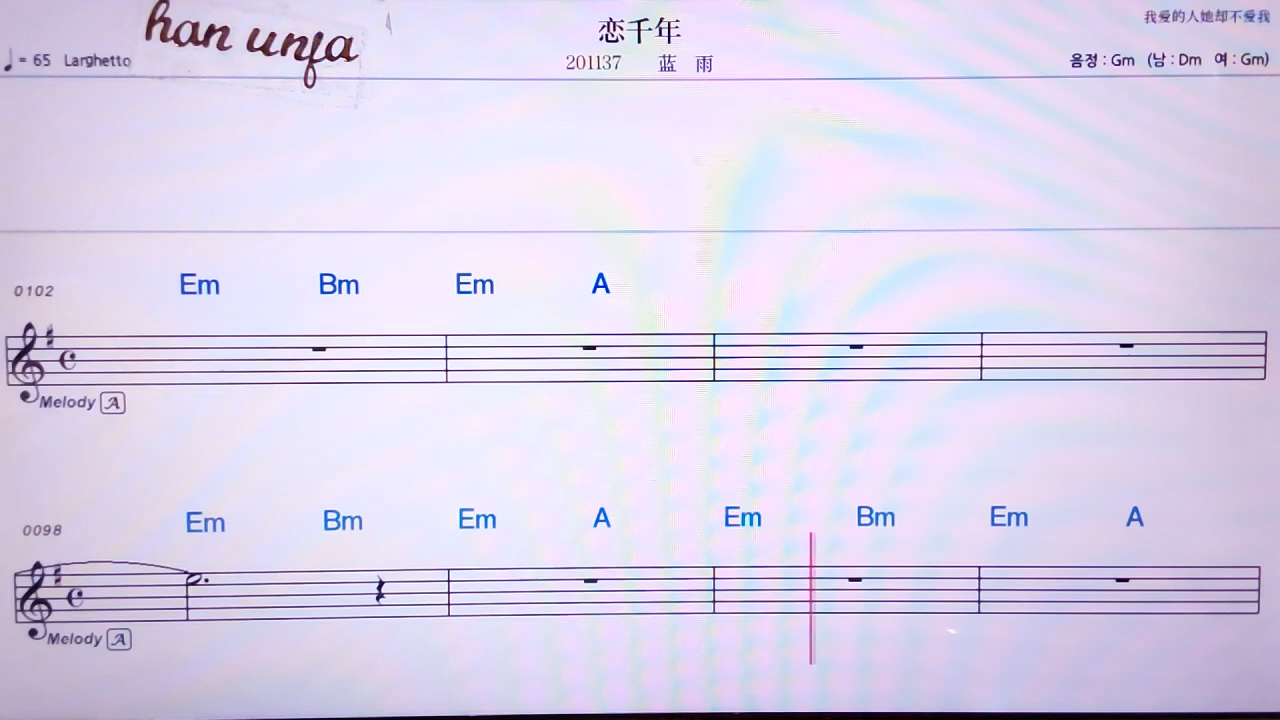 han unja
恋千年
我爱的人她却不爱我
♩= 65 Larghetto
201137 蓝 雨
음정 : Gm (남 : Dm 여 : Gm)
Em Bm Em A
0102
Melody A
Em Bm Em A Em Bm Em A
0098
Melody A